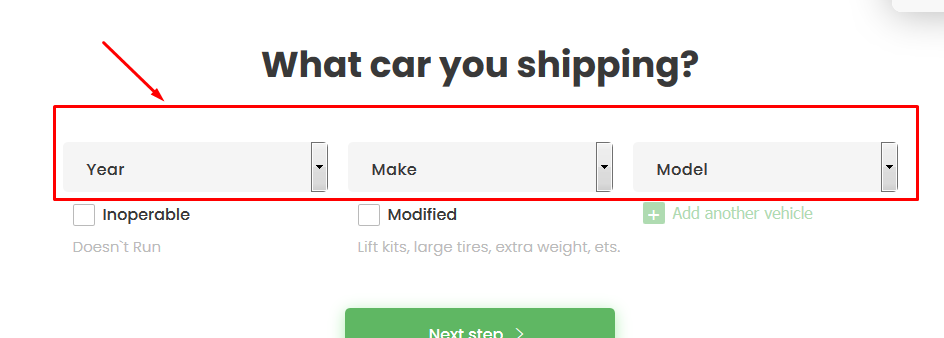 What car you shipping?
Year Make Model
Inoperable Modified Add another vehicle
Doesn`t Run Lift kits, large tires, extra weight, ets.
Next step